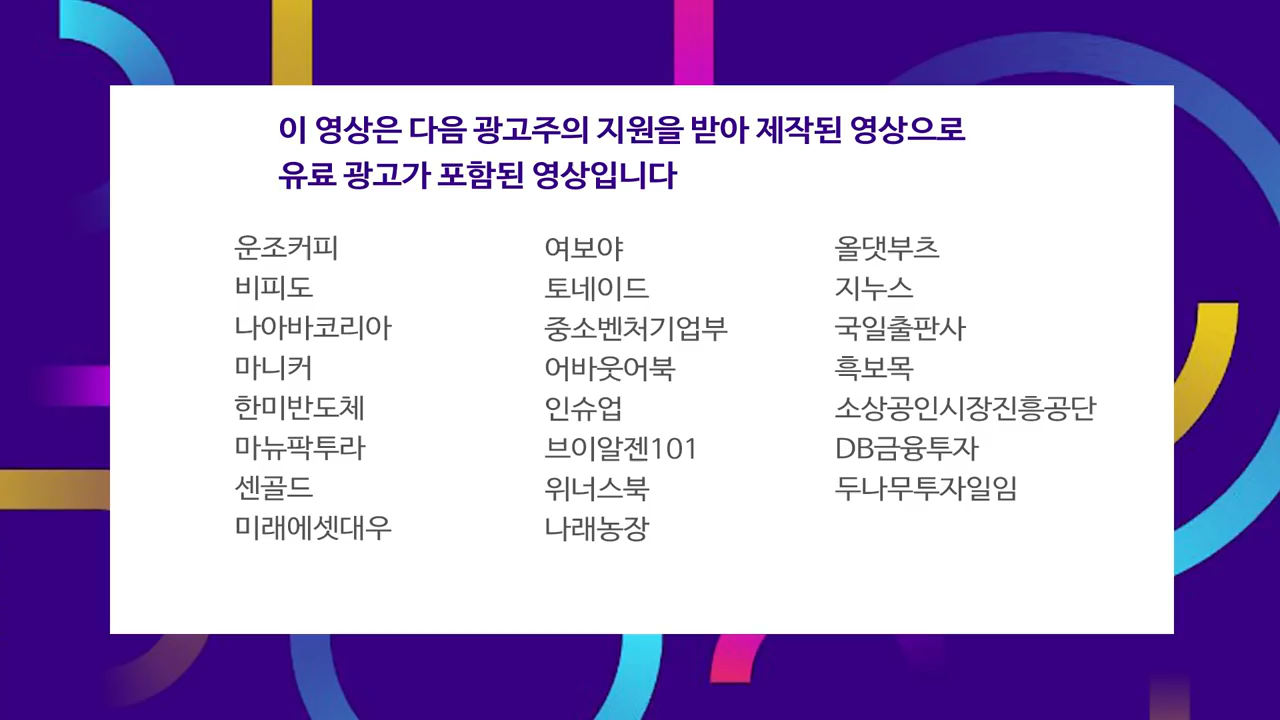 이 영상은 다음 광고주의 지원을 받아 제작된 영상으로
유료 광고가 포함된 영상입니다
운조커피
비피도
나아바코리아
마니커
한미반도체
마뉴팍투라
센골드
미래에셋대우
여보야
토네이드
중소벤처기업부
어바웃어북
인슈업
브이알젠101
위너스북
나래농장
올댓부츠
지누스
국일출판사
흑보목
소상공인시장진흥공단
DB금융투자
두나무투자일임